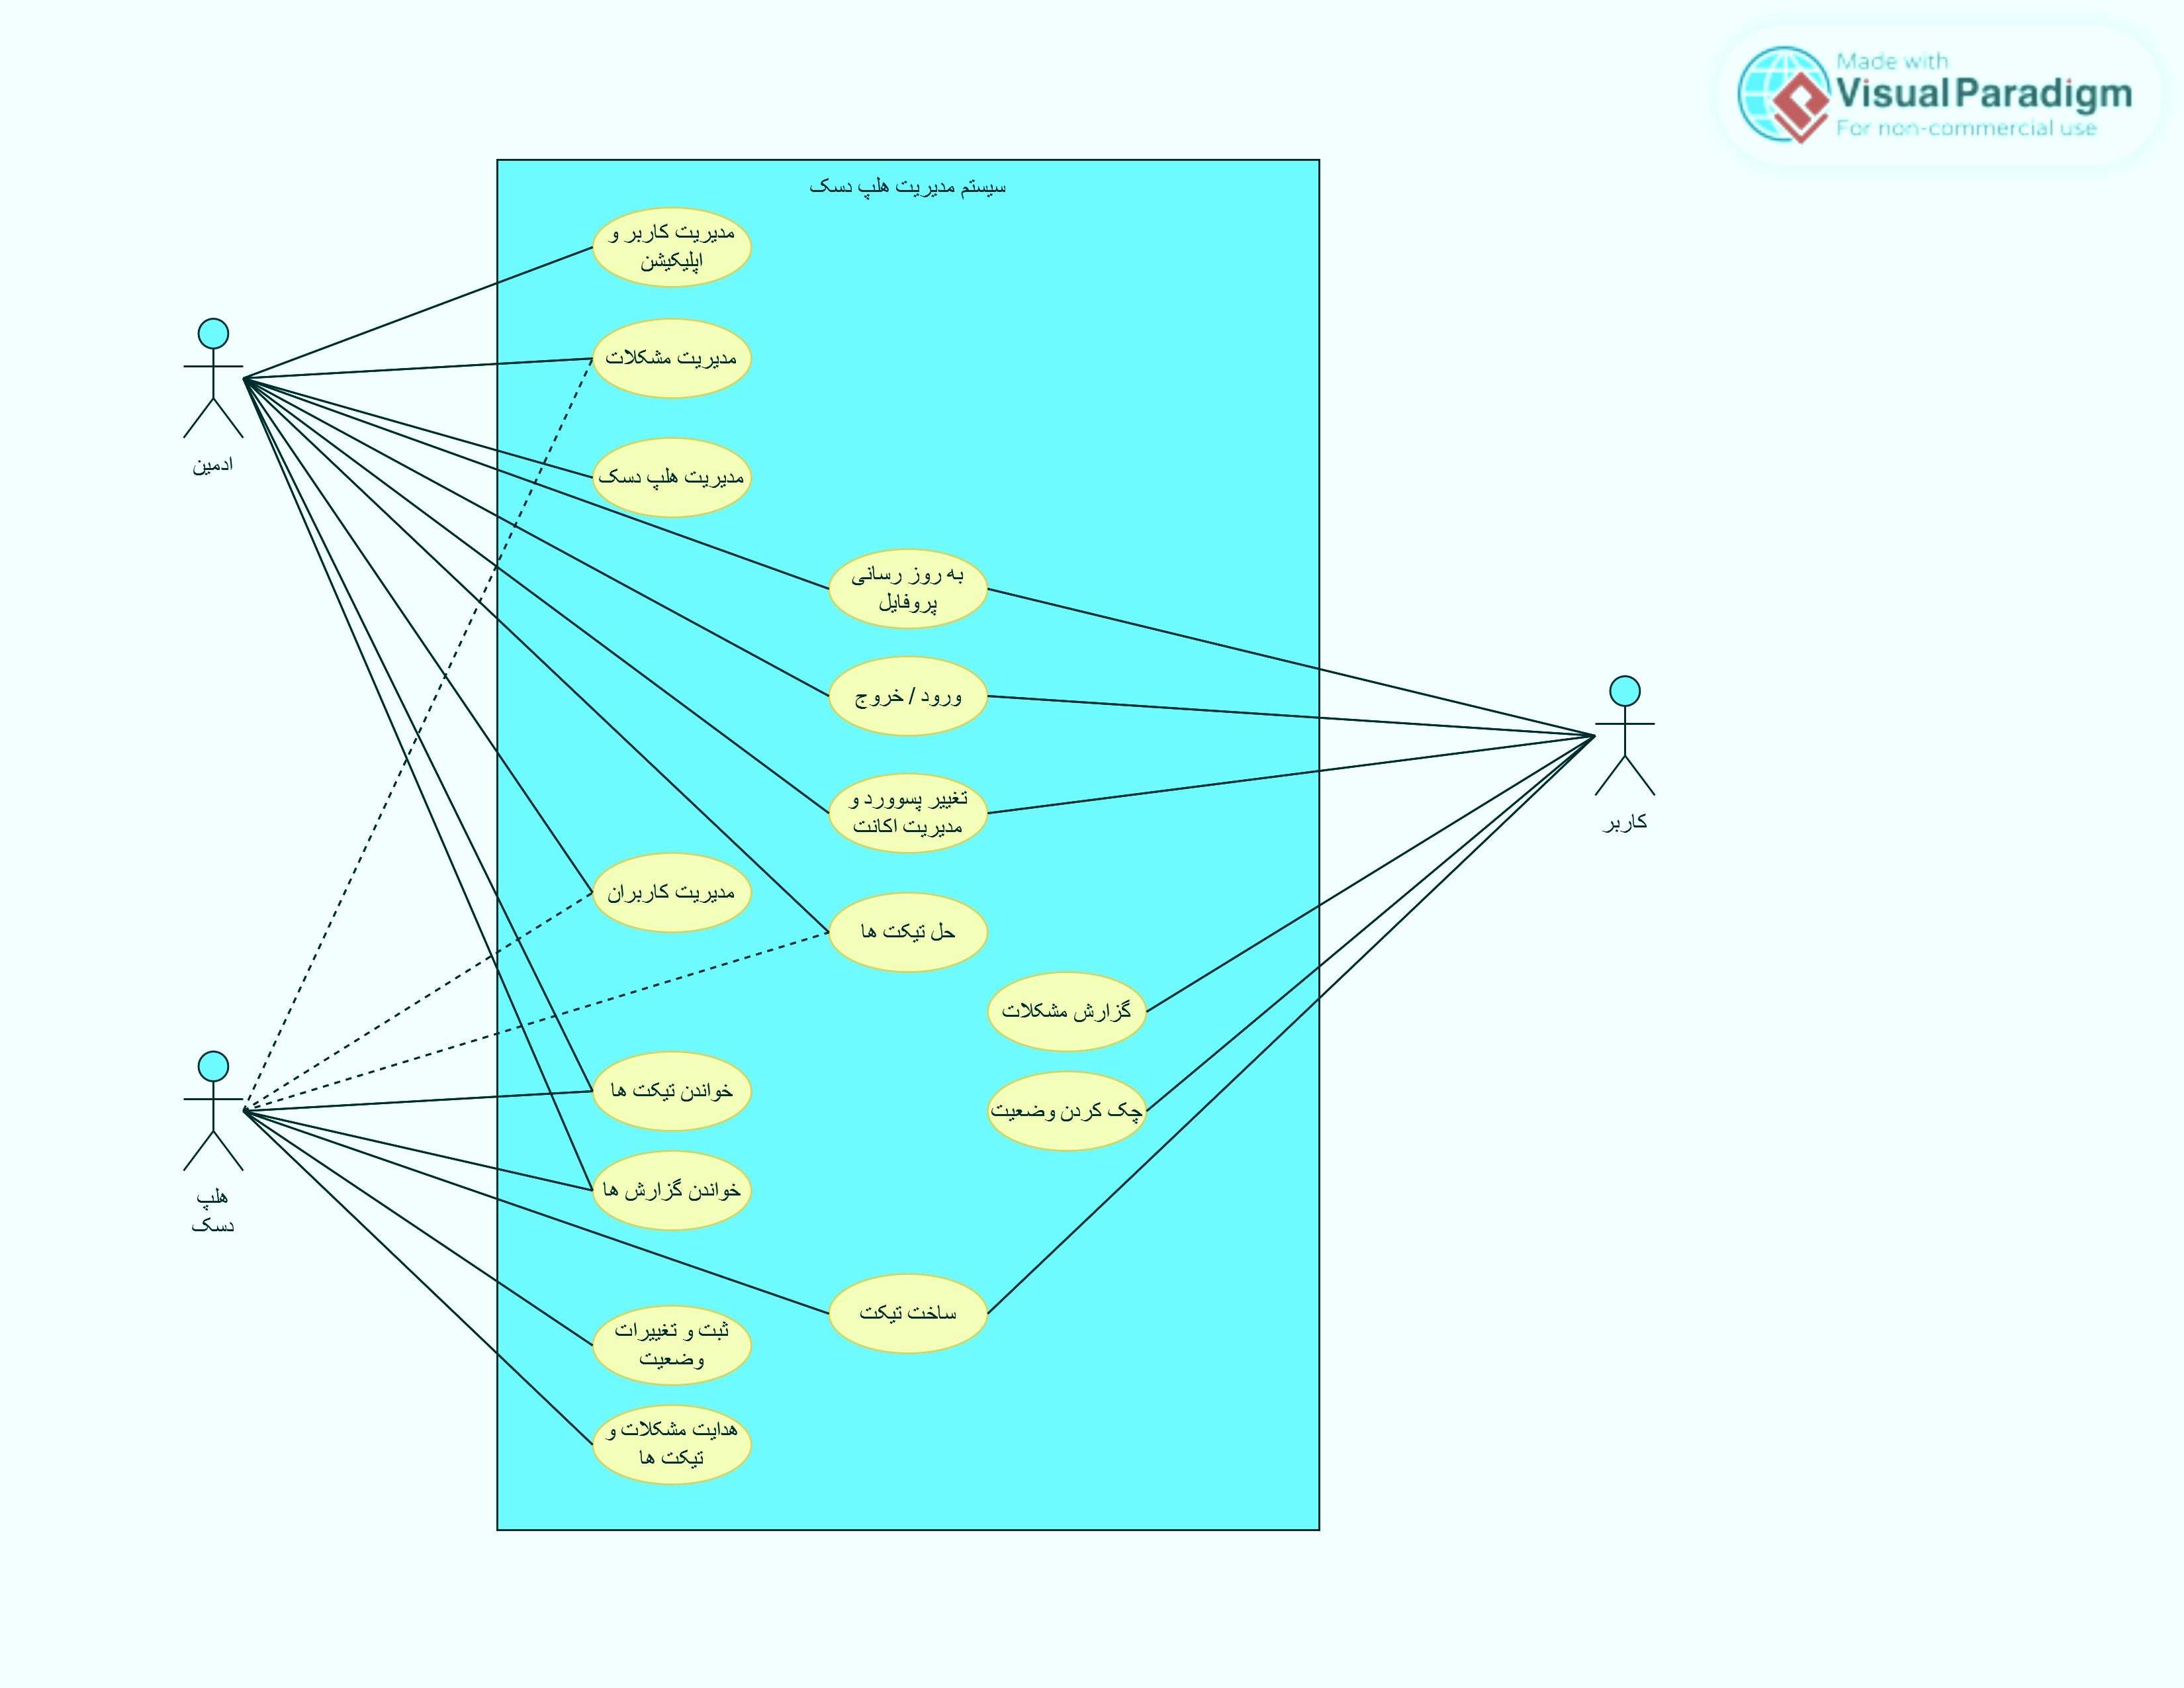 Made with
Visual Paradigm
For non-commercial use
سیستم مدیریت هلپ دسک
مدیریت کاربر و
اپلیکیشن
مدیریت مشکلات
ادمین
مدیریت هلپ دسک
به روز رسانی
پروفایل
ورود / خروج
تغییر پسوورد و
مدیریت اکانت
کاربر
مدیریت کاربران
حل تیکت ها
گزارش مشکلات
خواندن تیکت ها
چک کردن وضعیت
هلپ
دسک
خواندن گزارش ها
ساخت تیکت
ثبت و تغییرات
وضعیت
هدایت مشکلات و
تیکت ها